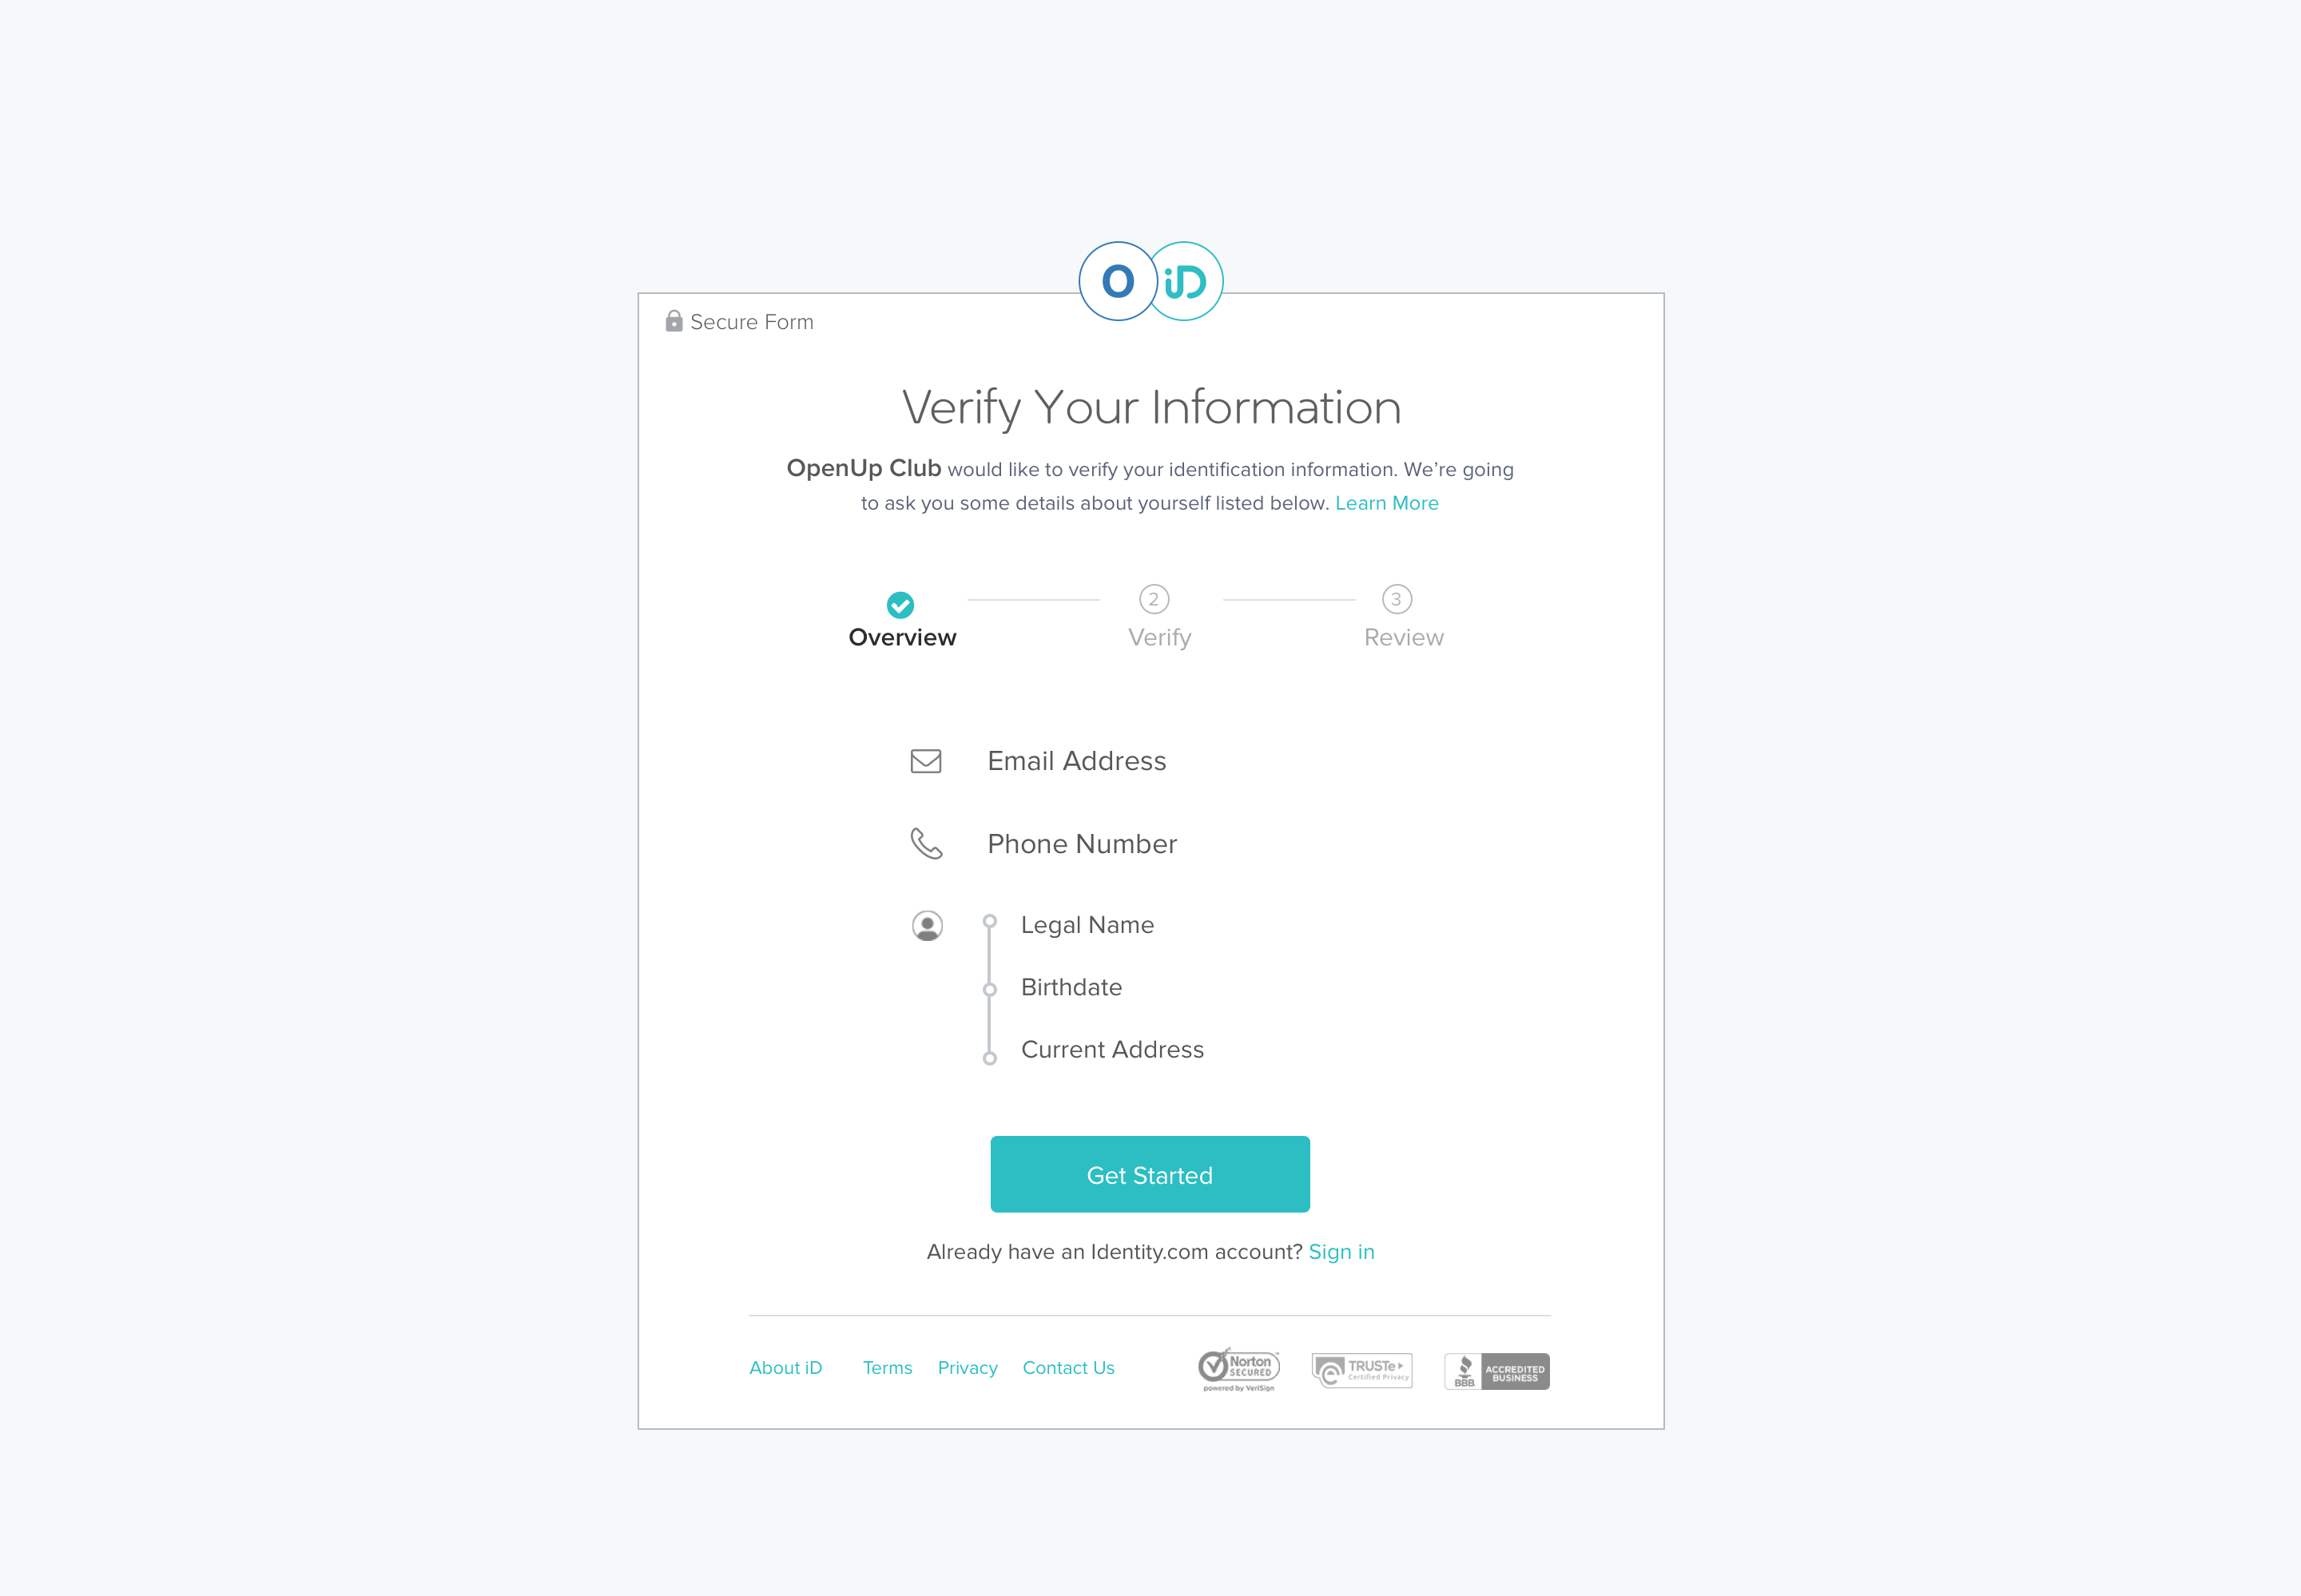 O iD
Secure Form
Verify Your Information
OpenUp Club would like to verify your identification information. We’re going
to ask you some details about yourself listed below. Learn More
2 3
Overview Verify Review
Email Address
Phone Number
Legal Name
Birthdate
Current Address
Get Started
Already have an Identity.com account? Sign in
About iD Terms Privacy Contact Us
Norton
SECURED
powered by VeriSign
TRUSTe
Certified Privacy
BBB
ACCREDITED
BUSINESS